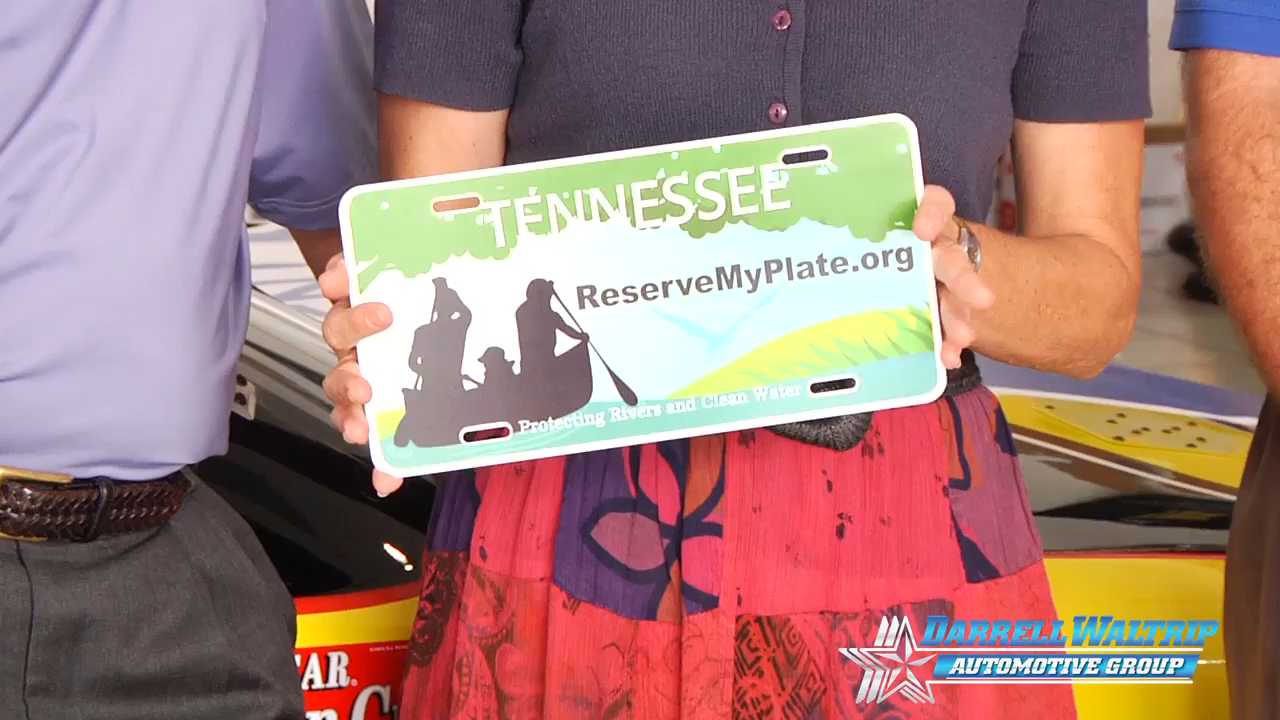 TENNESSEE
ReserveMyPlate.org
Protecting Rivers and Clean Water
DARRELL WALTRIP
AUTOMOTIVE GROUP